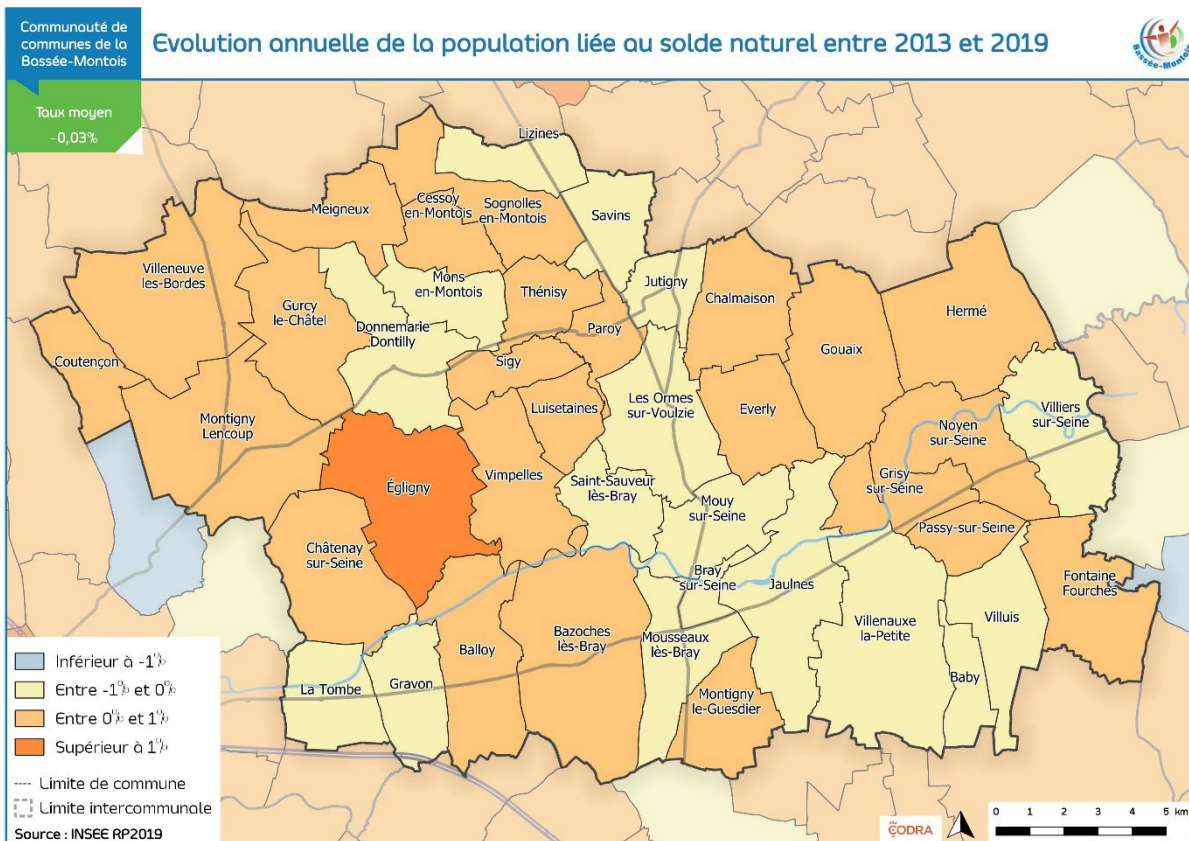 Communauté de
communes de la
Bassée-Montois
Evolution annuelle de la population liée au solde naturel entre 2013 et 2019
Bassée-Montois
Taux moyen
-0,03%
Lizines
Meigneux
Cessoy
en-Montois
Sognolles
en-Montois
Savins
Villeneuve
les-Bordes
Gurcy
le-Châtel
Mons
en-Montois
Thénisy
Jutigny
Chalmaison
Hermé
Donnemarie
Dontilly
Paroy
Gouaix
Coutençon
Sigy
Montigny
Lencoup
Luisetaines
Les Ormes
sur-Voulzie
Everly
Villiers
sur-Seine
Noyen
sur-Seine
Égligny
Vimpelles
Saint-Sauveur
lès-Bray
Mouy
sur-Seine
Grisy
sur-Seine
Passy-sur-Seine
Châtenay
sur-Seine
Bray
sur-Seine
Jaulnes
Fontaine
Fourches
Villenauxe
la-Petite
Villuis
Bazoches
lès-Bray
Mousseaux
lès-Bray
Balloy
La Tombe
Gravon
Baby
Montigny
le-Guesdier
Inférieur à -1%
Entre -1% et 0%
Entre 0% et 1%
Supérieur à 1%
Limite de commune
Limite intercommunale
Source : INSEE RP2019
CODRA
0 1 2 3 4 5 km